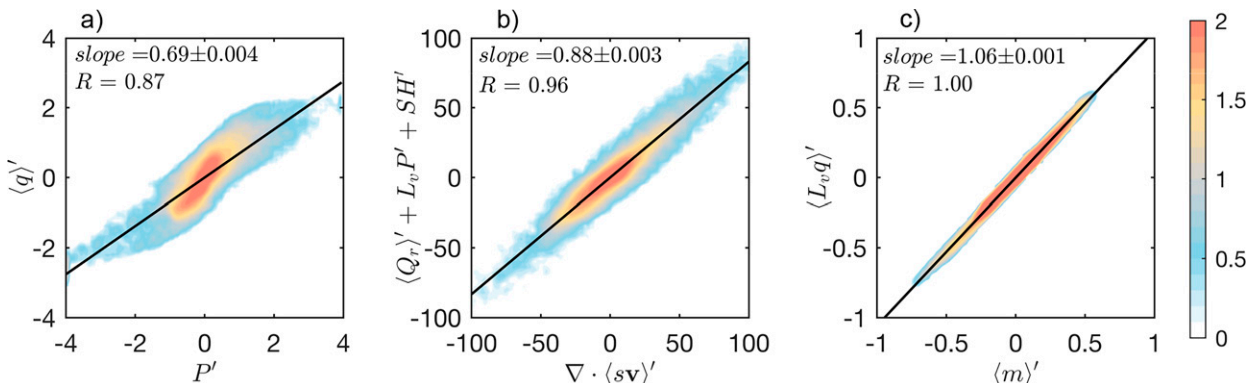 a)
slope = 0.69±0.004
R = 0.87
4
2
0
-2
-4
⟨q⟩′
-4 -2 0 2 4
P′
b)
slope = 0.88±0.003
R = 0.96
100
50
0
-50
-100
⟨Q_r⟩′ + L_vP′ + SH′
-100 -50 0 50 100
∇ · ⟨s𝐯⟩′
c)
slope = 1.06±0.001
R = 1.00
1
0.5
0
-0.5
-1
⟨L_vq⟩′
-1 -0.5 0 0.5 1
⟨m⟩′
2
1.5
1
0.5
0